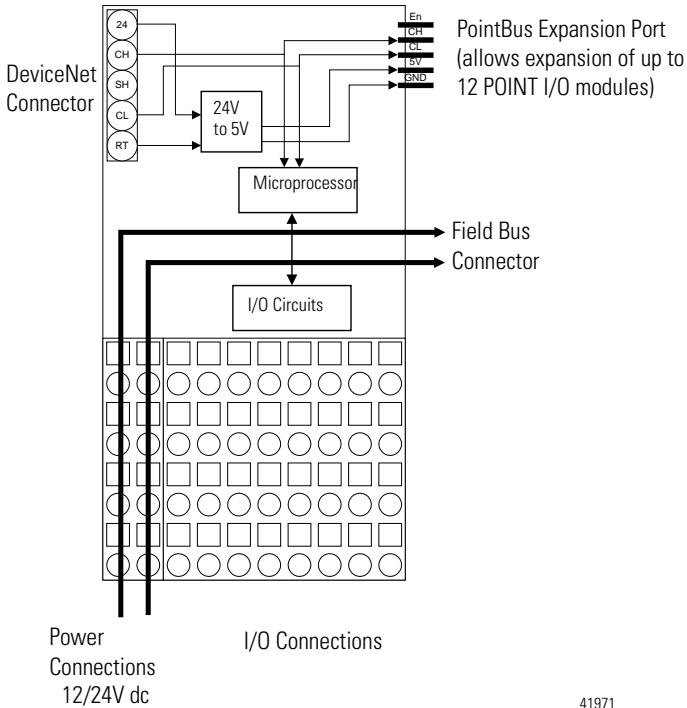 24
CH
SH
CL
RT
DeviceNet
Connector
24V
to 5V
En
CH
CL
5V
GND
PointBus Expansion Port
(allows expansion of up to
12 POINT I/O modules)
Microprocessor
Field Bus
Connector
I/O Circuits
Power
Connections
12/24V dc
I/O Connections
41971